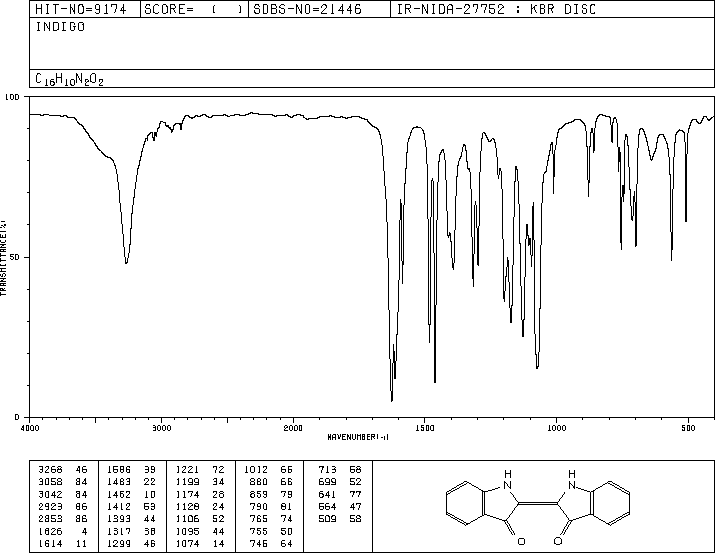 HIT-NO=9174 SCORE= ( ) SDBS-NO=21446 IR-NIDA-27752 : KBR DISC
INDIGO
C16H10N2O2
100
TRANSMITTANCE(%)
50
0
4000 3000 2000 1500 1000 500
WAVENUMBER(-1)
3268 46 1586 39 1221 72 1012 66 713 58
3058 84 1483 22 1199 34 880 66 699 52
3042 84 1462 10 1174 28 859 79 641 77
2923 86 1412 53 1128 24 790 81 564 47
2853 86 1393 44 1106 52 765 74 509 58
1626 4 1317 38 1095 44 755 50
1614 11 1299 46 1074 14 746 64
H H
N N
O O